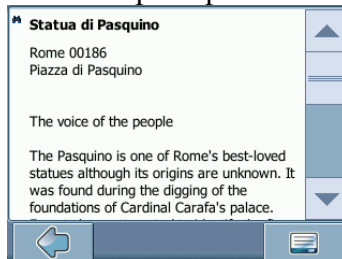 Statua di Pasquino
Rome 00186
Piazza di Pasquino
The voice of the people
The Pasquino is one of Rome's best-loved
statues although its origins are unknown. It
was found during the digging of the
foundations of Cardinal Carafa's palace.